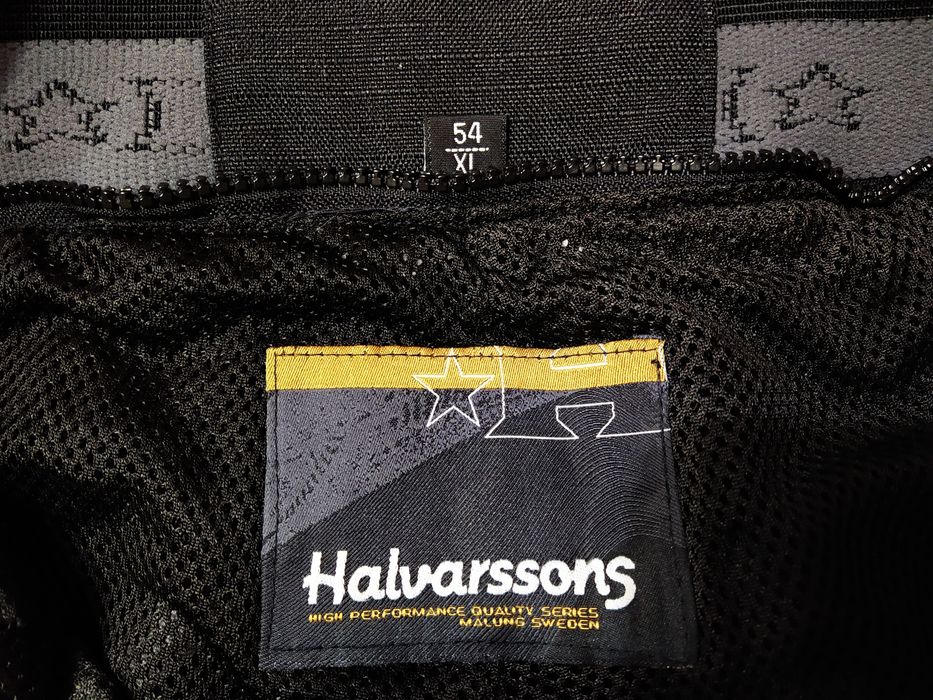 54
XL
Halvarssons
HIGH PERFORMANCE QUALITY SERIES
MALUNG SWEDEN